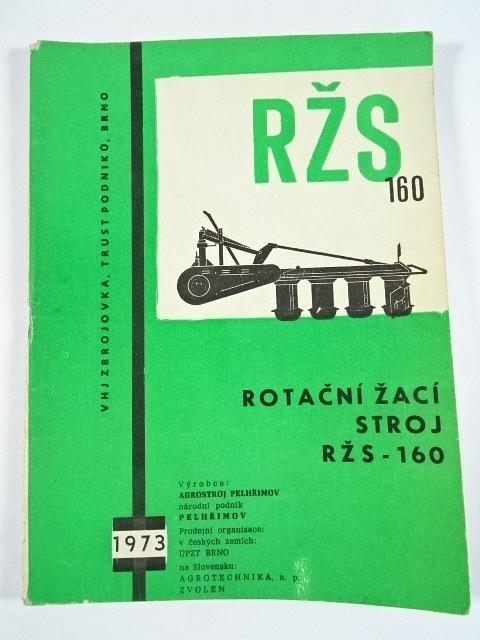 RŽS
160
VHJ ZBROJOVKA, TRUST PODNIKŮ, BRNO
ROTAČNÍ ŽACÍ
STROJ
RŽS - 160
Výrobce:
AGROSTROJ PELHŘIMOV
národní podnik
PELHŘIMOV
Prodejní organizace:
v českých zemích:
ÚPZT BRNO
na Slovensku:
AGROTECHNIKA, n. p.
ZVOLEN
1973